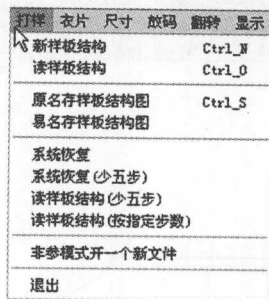 打样 衣片 尺寸 放码 翻转 显示
新样板结构 Ctrl_N
读样板结构 Ctrl_O
原名存样板结构图 Ctrl_S
易名存样板结构图
系统恢复
系统恢复(少五步)
读样板结构(少五步)
读样板结构(按指定步数)
非参模式开一个新文件
退出